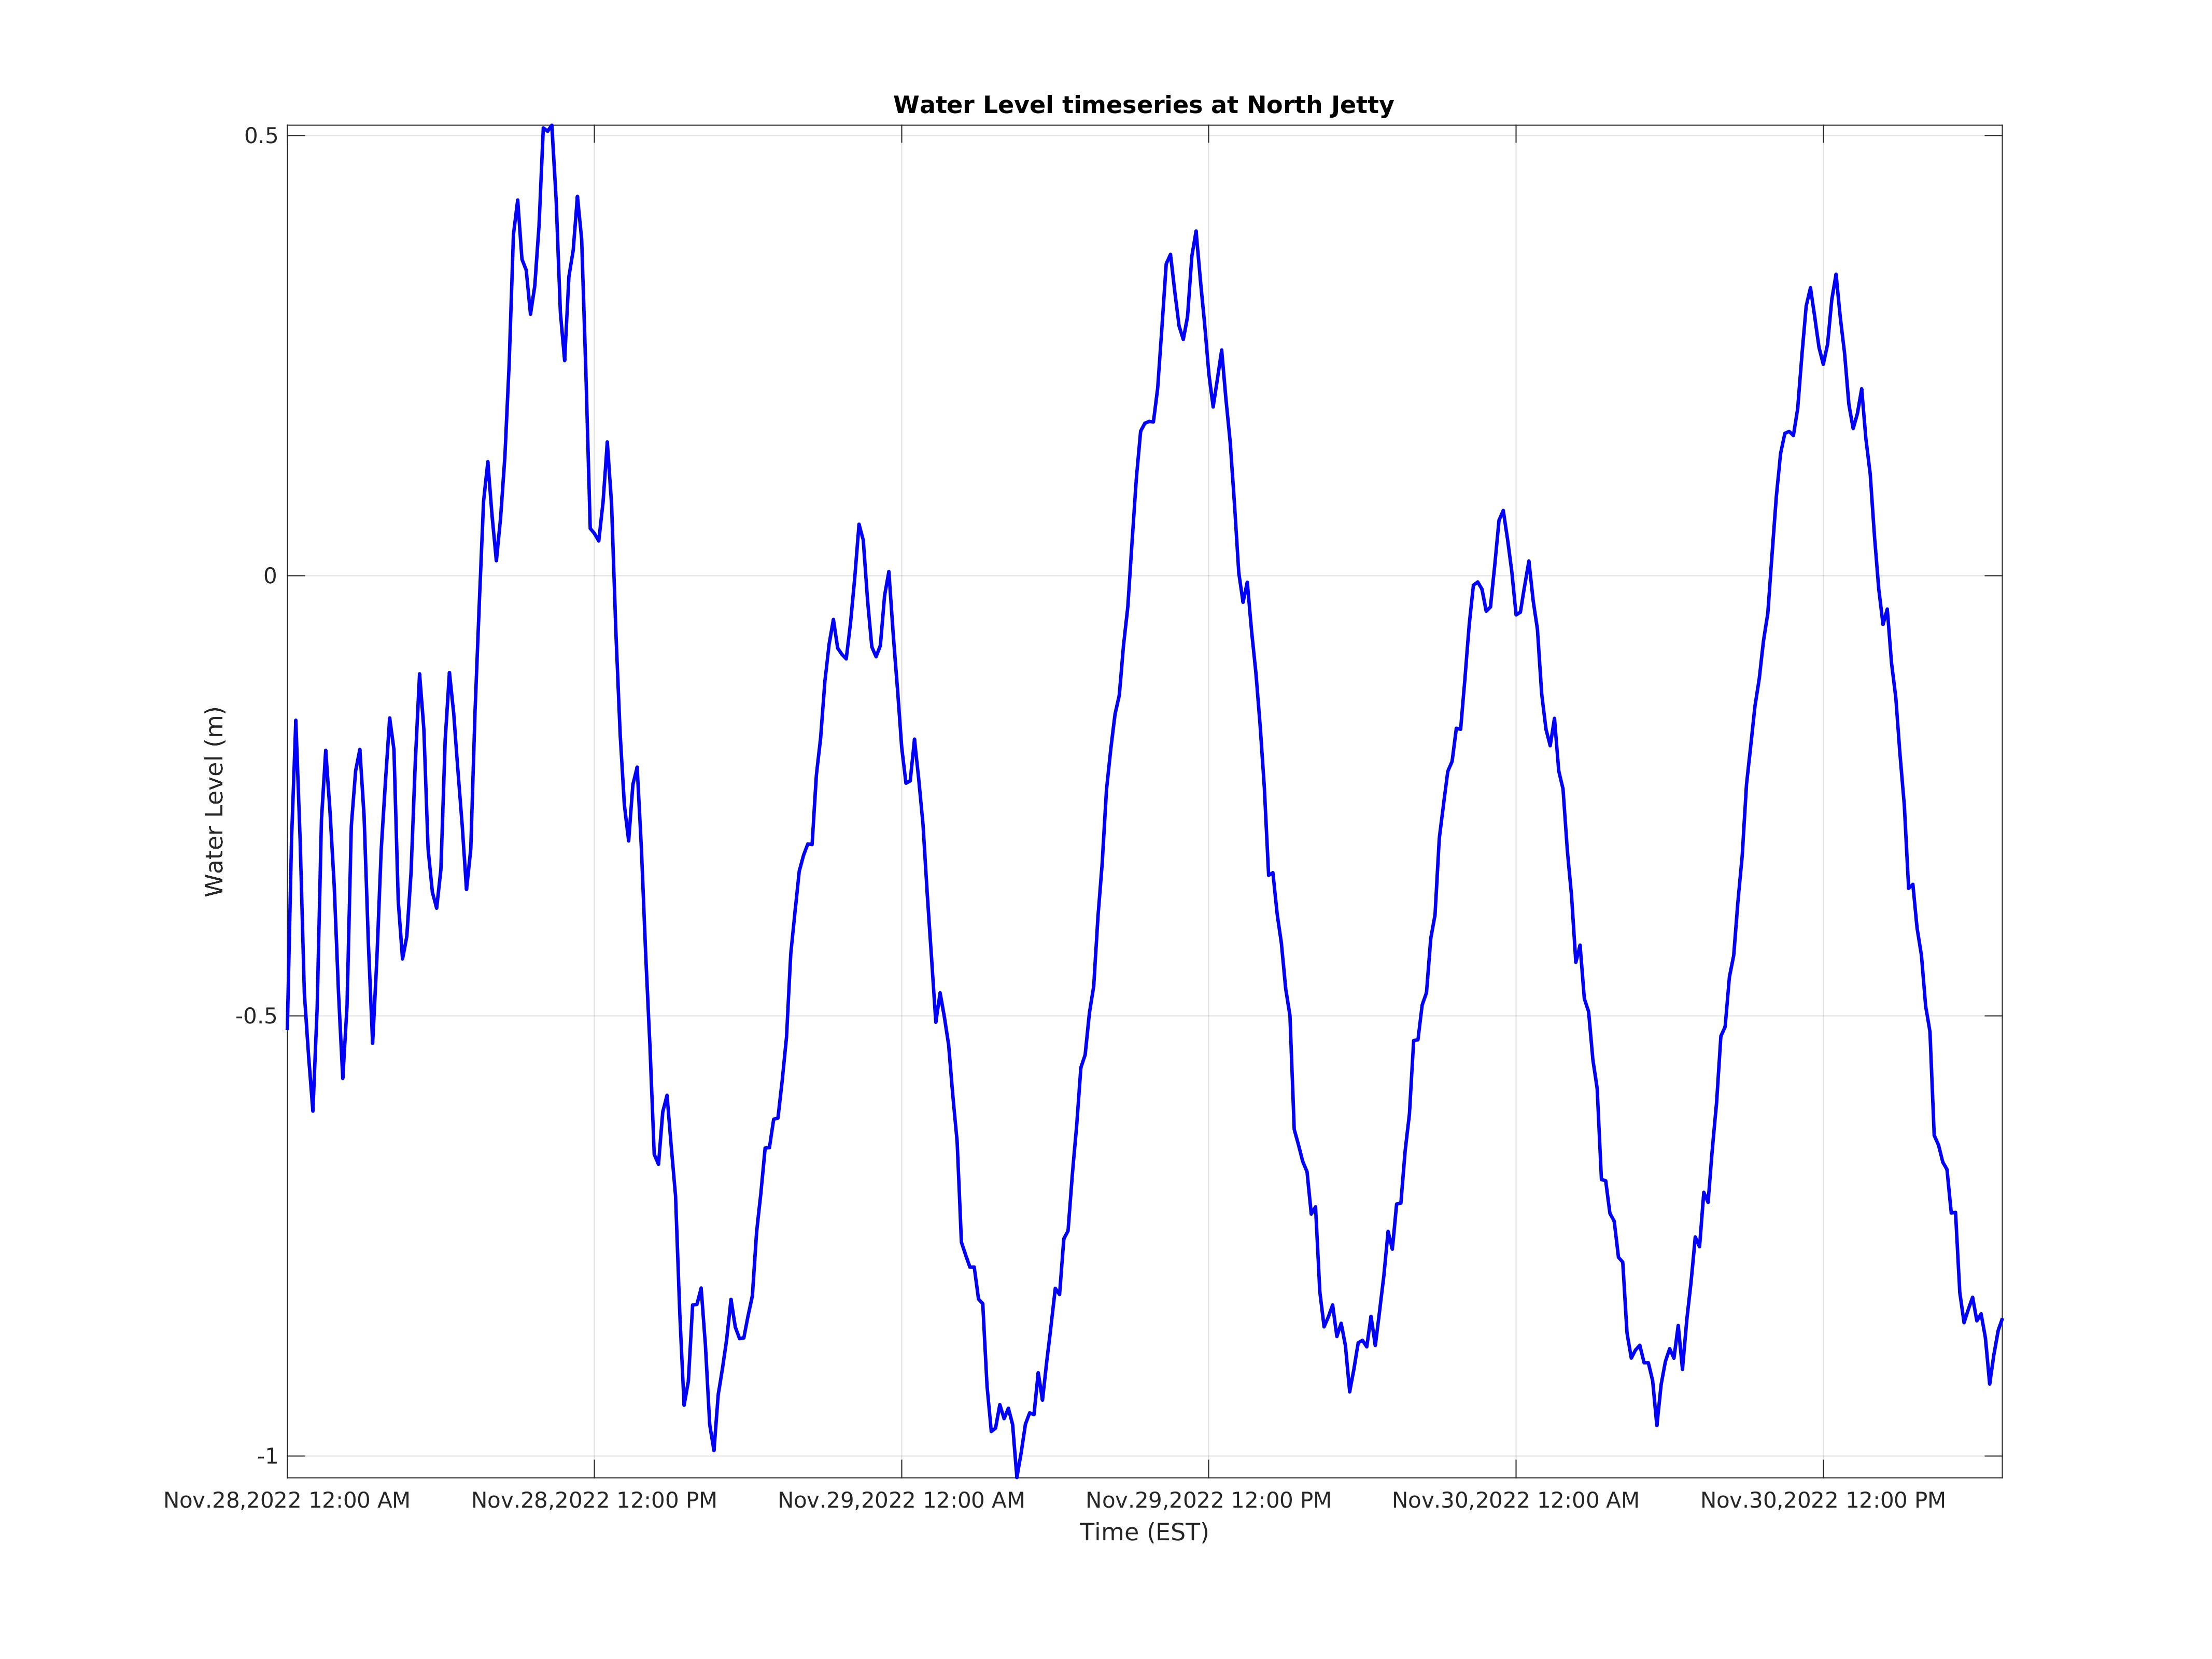 Water Level timeseries at North Jetty
0.5
0
-0.5
-1
Water Level (m)
Nov.28,2022 12:00 AM
Nov.28,2022 12:00 PM
Nov.29,2022 12:00 AM
Nov.29,2022 12:00 PM
Nov.30,2022 12:00 AM
Nov.30,2022 12:00 PM
Time (EST)